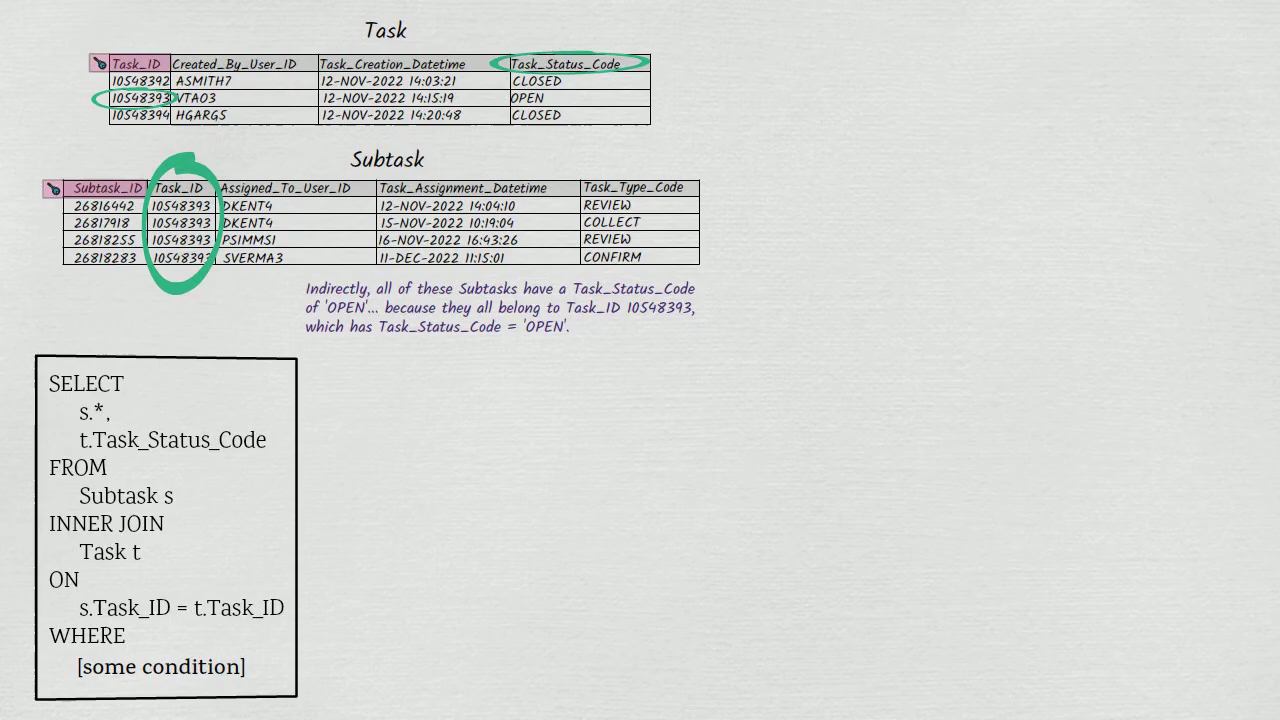 Task
Task_ID Created_By_User_ID Task_Creation_Datetime Task_Status_Code
10548392 ASMITH7 12-NOV-2022 14:03:21 CLOSED
10548393 VTAO3 12-NOV-2022 14:15:19 OPEN
10548394 HGARG5 12-NOV-2022 14:20:48 CLOSED
Subtask
Subtask_ID Task_ID Assigned_To_User_ID Task_Assignment_Datetime Task_Type_Code
26816442 10548393 DKENT4 12-NOV-2022 14:04:10 REVIEW
26817918 10548393 DKENT4 15-NOV-2022 10:19:04 COLLECT
26818255 10548393 PSIMMS1 16-NOV-2022 16:43:26 REVIEW
26818283 10548393 SVERMA3 11-DEC-2022 11:15:01 CONFIRM
Indirectly, all of these Subtasks have a Task_Status_Code
of 'OPEN'... because they all belong to Task_ID 10548393,
which has Task_Status_Code = 'OPEN'.
SELECT
s.*,
t.Task_Status_Code
FROM
Subtask s
INNER JOIN
Task t
ON
s.Task_ID = t.Task_ID
WHERE
[some condition]